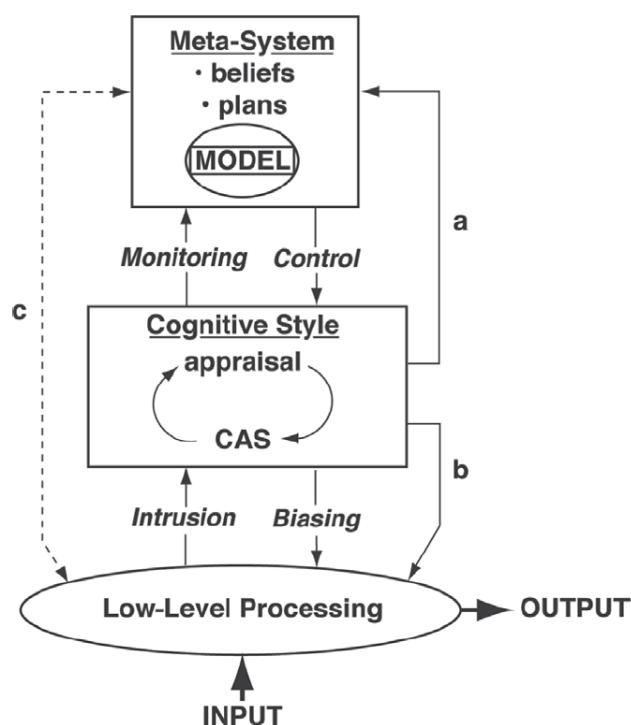 Meta-System
• beliefs
• plans
MODEL
a
Monitoring
Control
c
Cognitive Style
appraisal
CAS
b
Intrusion
Biasing
Low-Level Processing
OUTPUT
INPUT